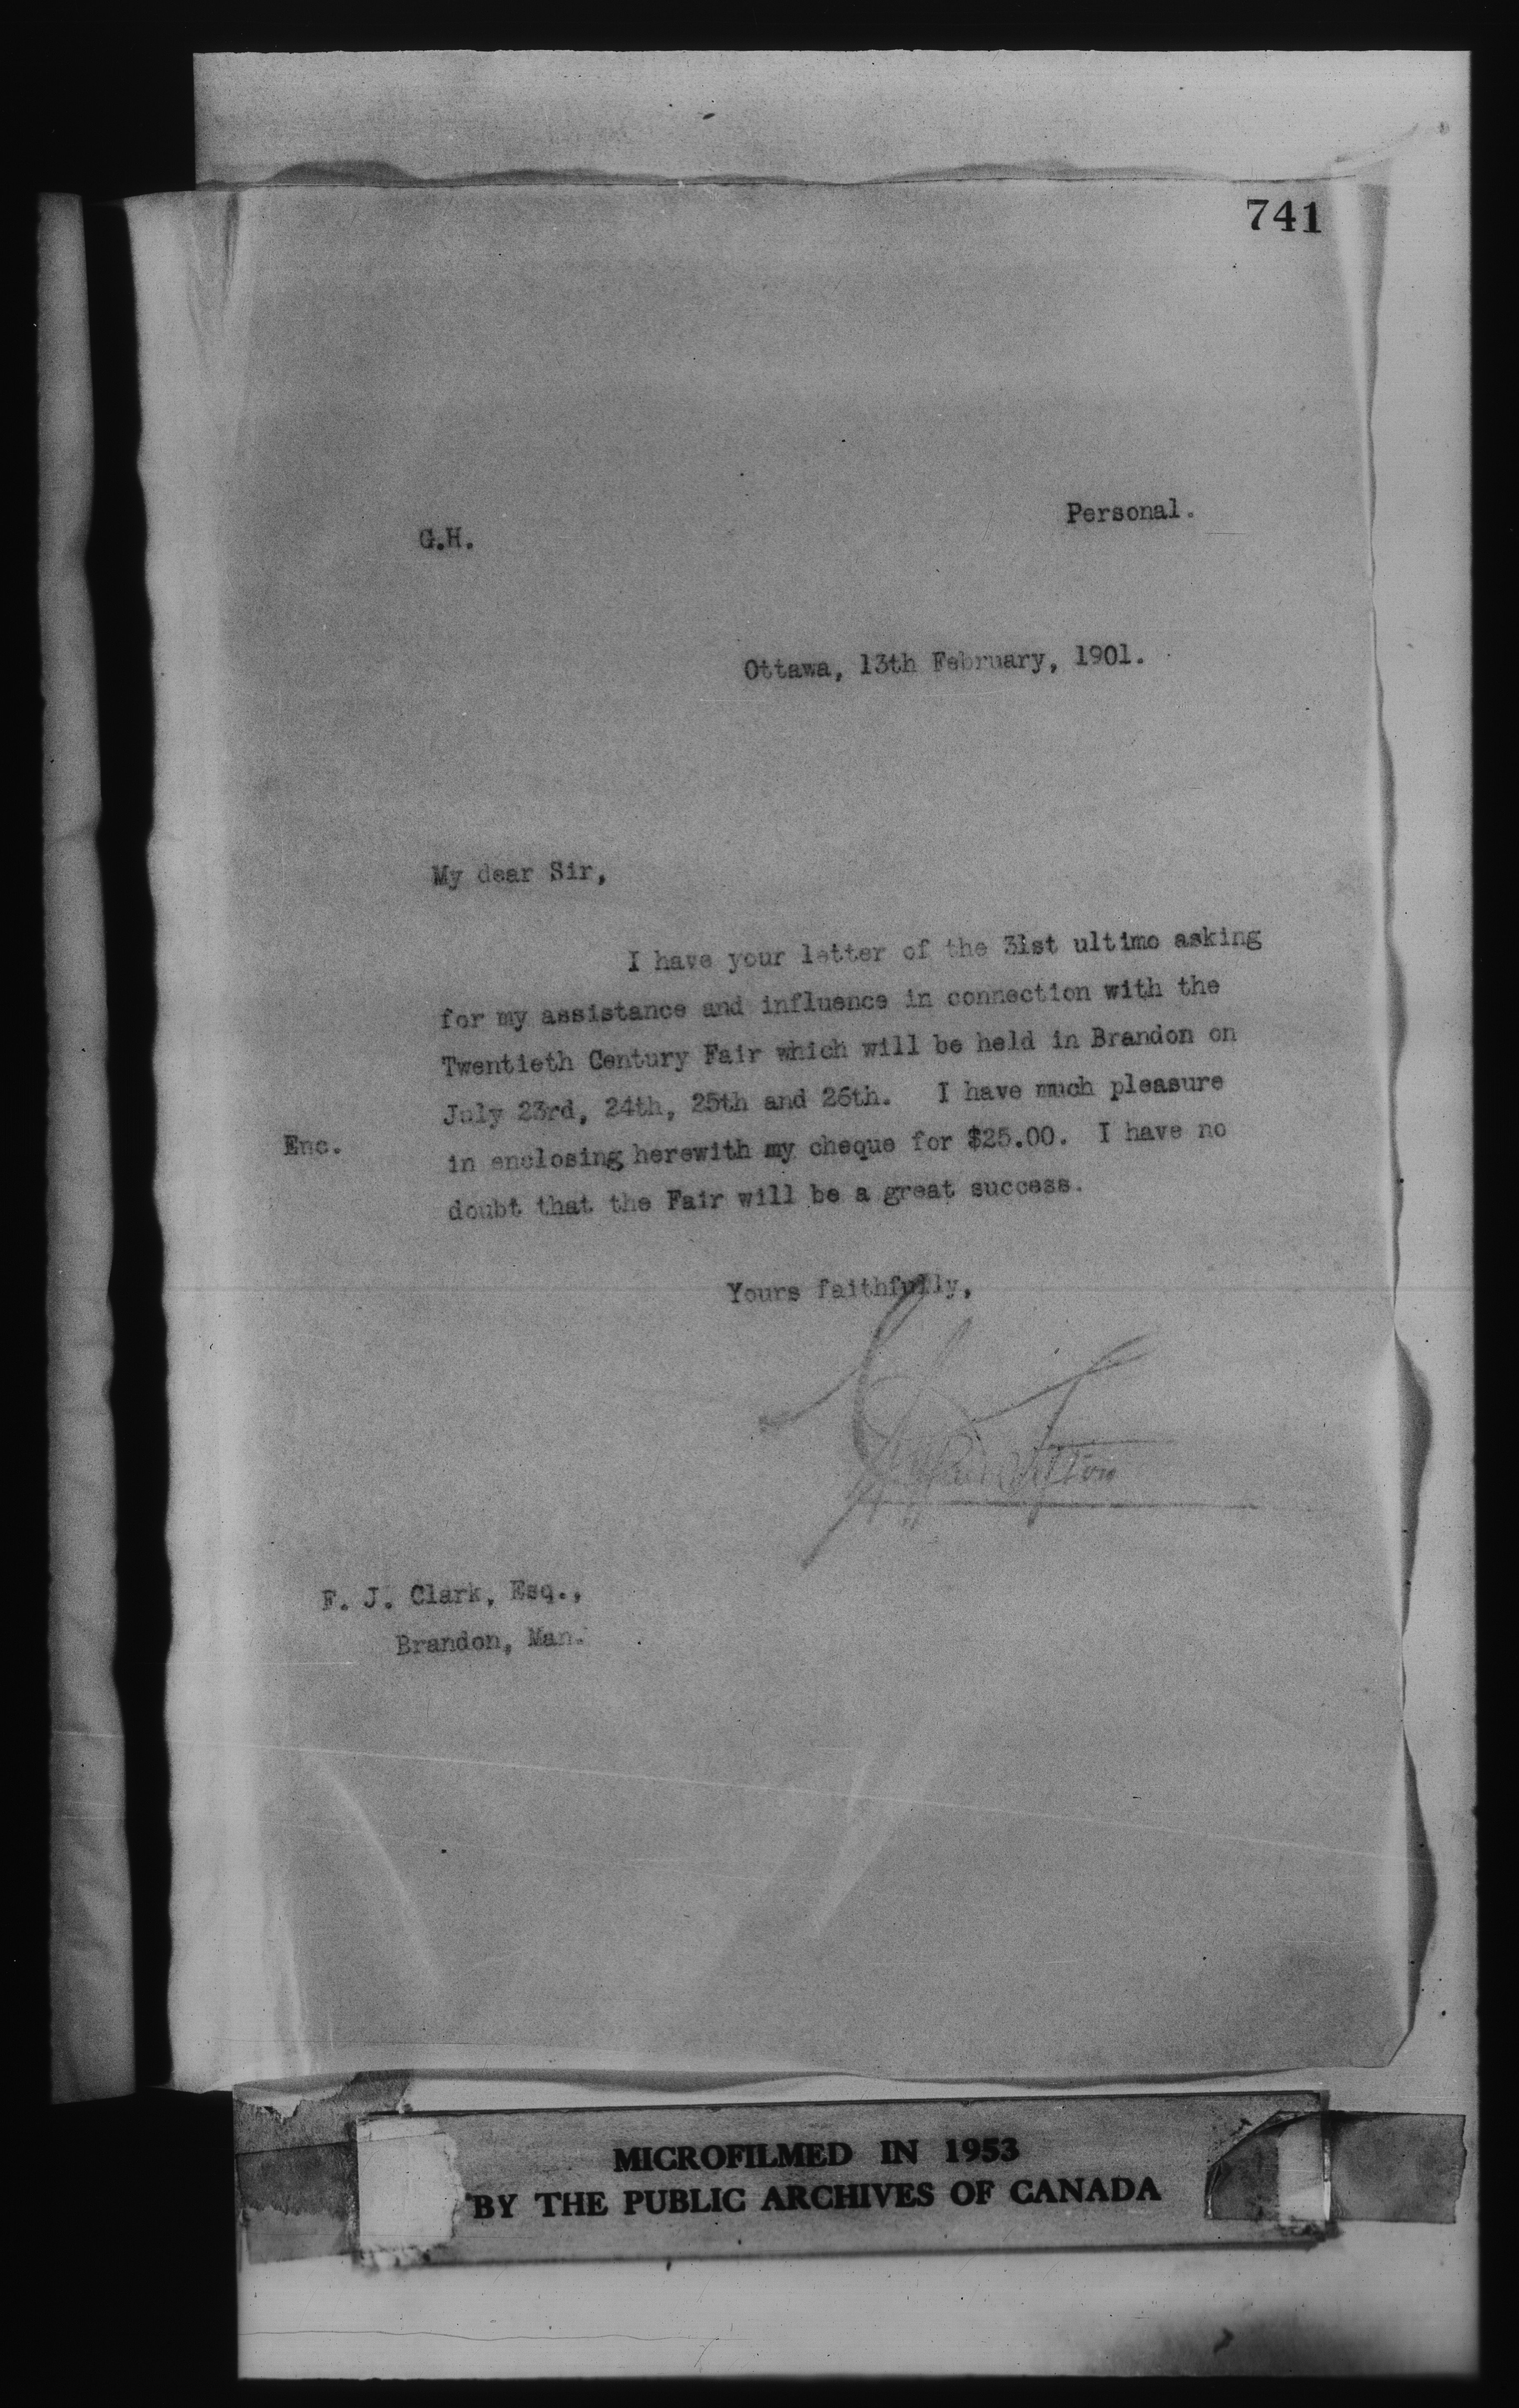 741
Personal.
G.H.
Ottawa, 13th February, 1901.
My dear Sir,
I have your letter of the 31st ultimo asking
for my assistance and influence in connection with the
Twentieth Century Fair which will be held in Brandon on
July 23rd, 24th, 25th and 26th. I have much pleasure
Enc.
in enclosing herewith my cheque for $25.00. I have no
doubt that the Fair will be a great success.
Yours faithfully,
Sifton
F. J. Clark, Esq.,
Brandon, Man.
MICROFILMED IN 1953
BY THE PUBLIC ARCHIVES OF CANADA